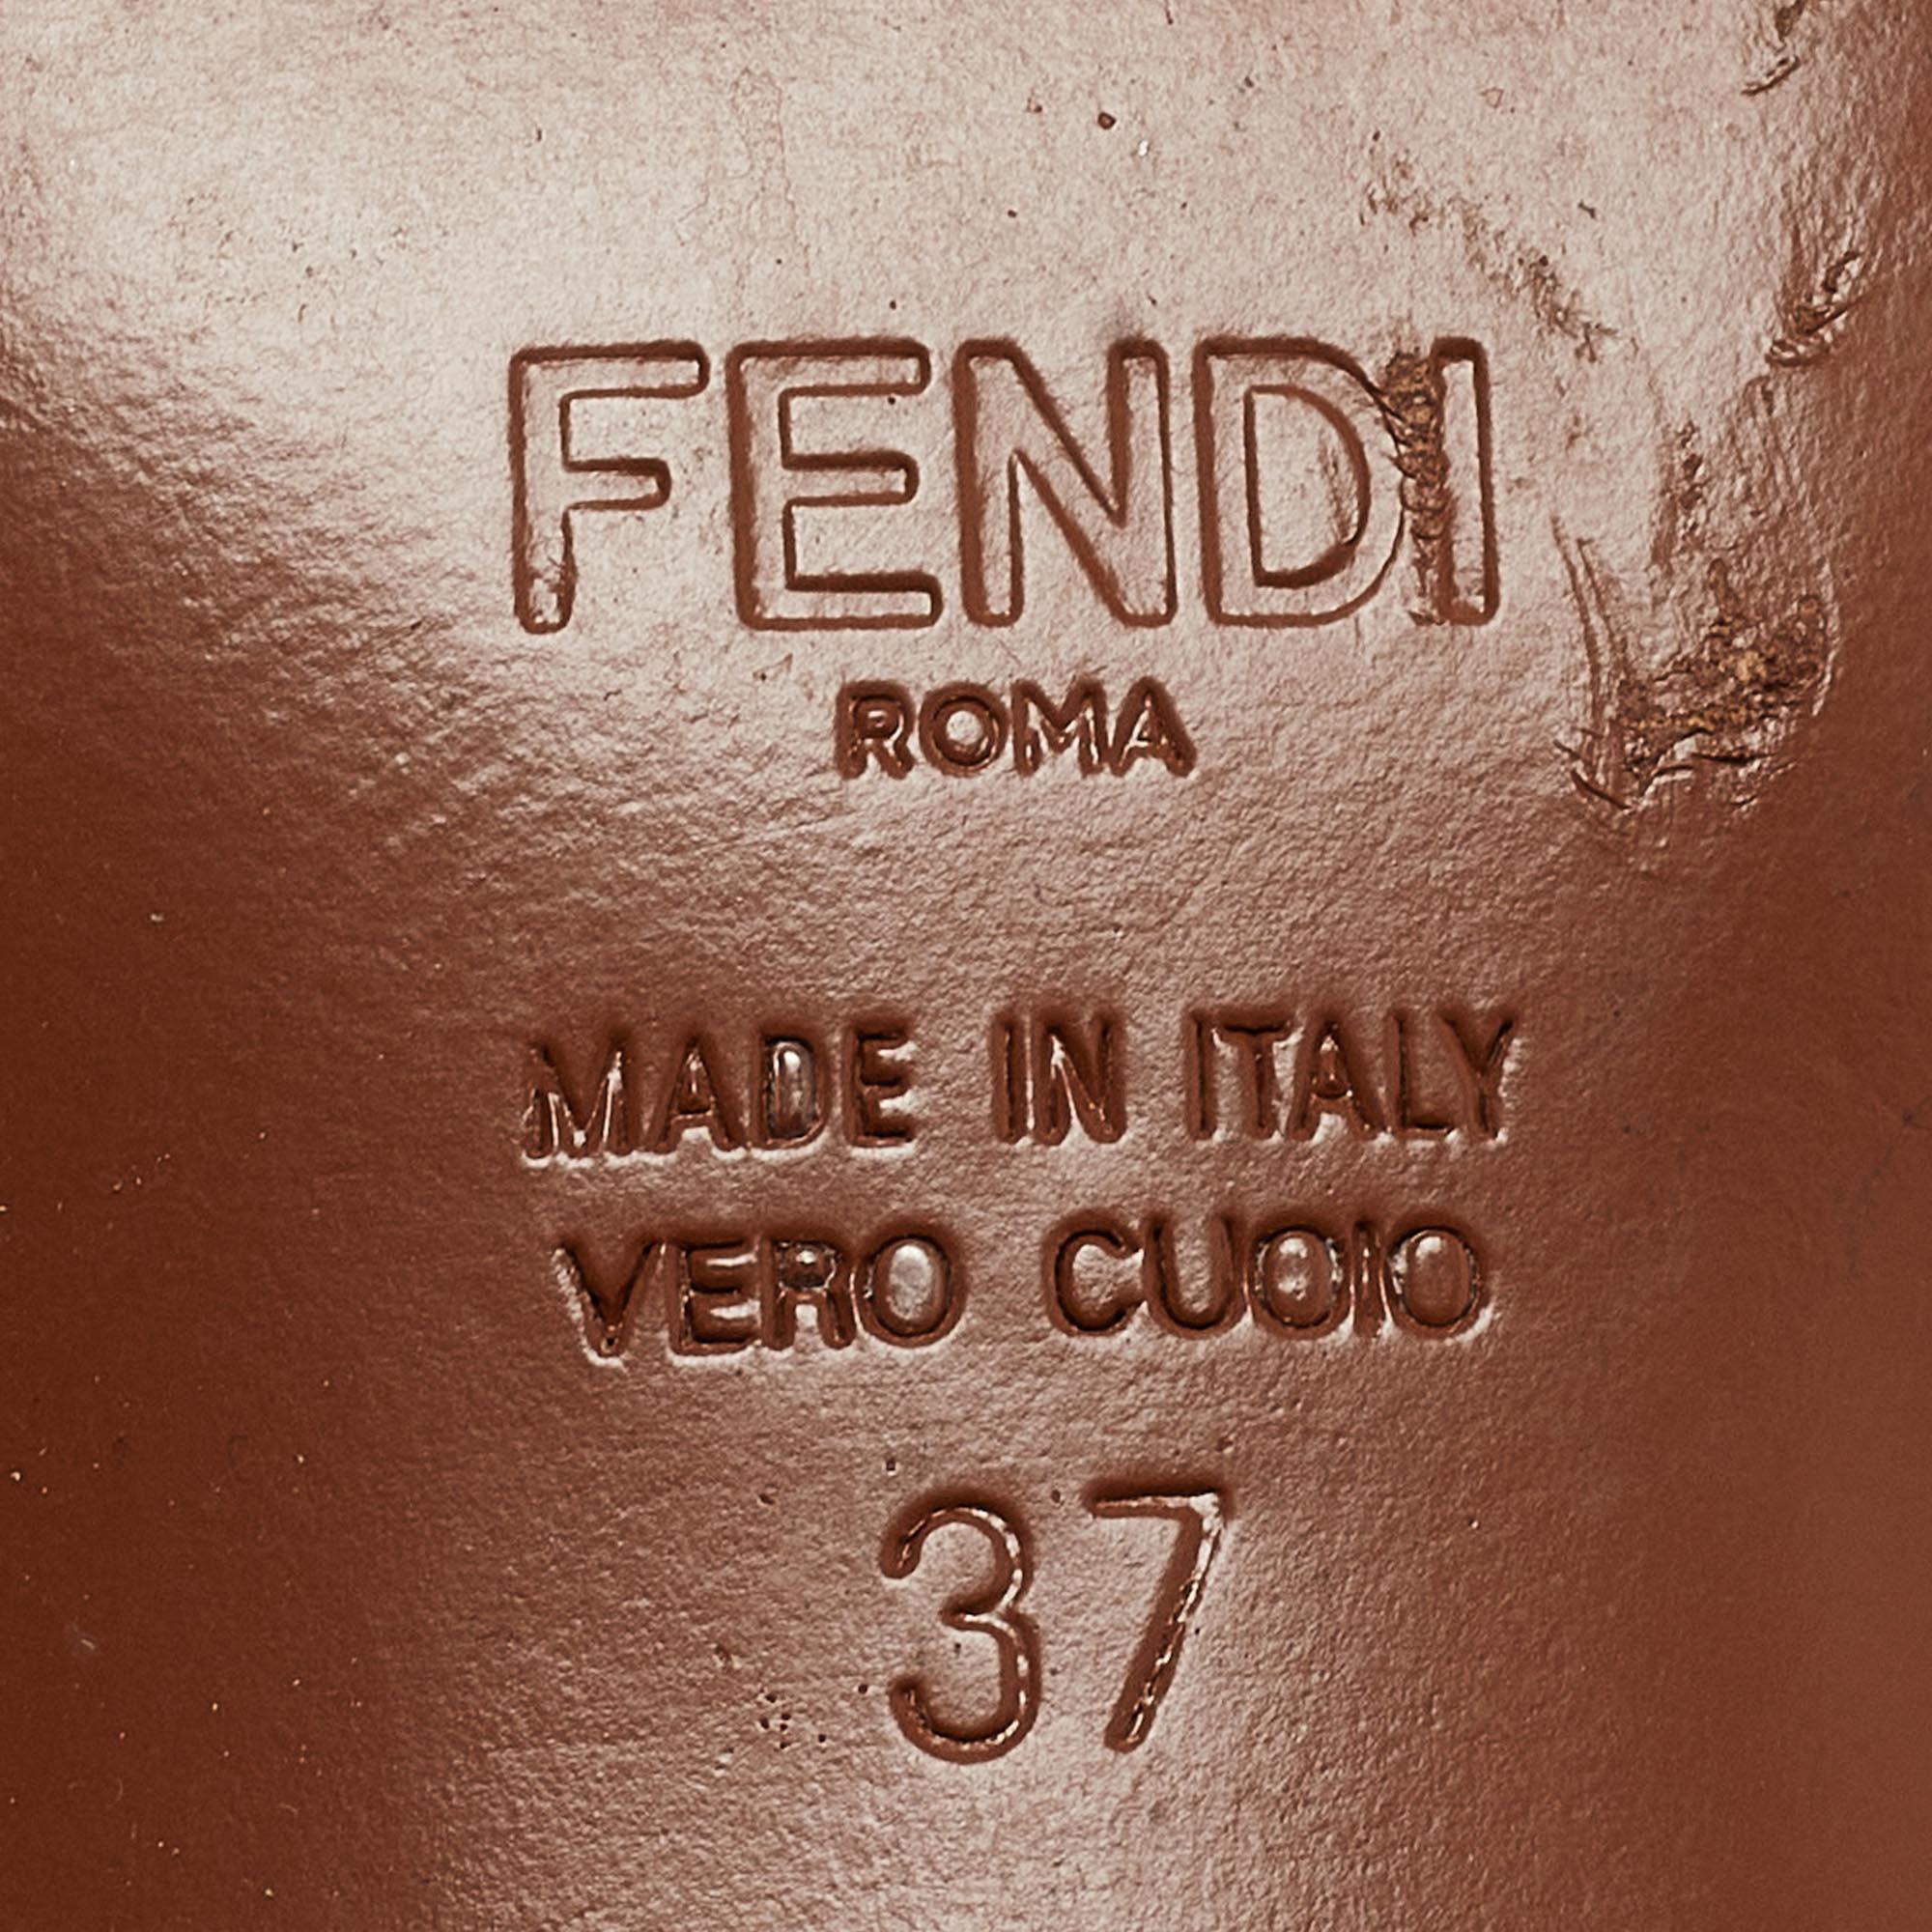 FENDI
ROMA
MADE IN ITALY
VERO CUOIO
37